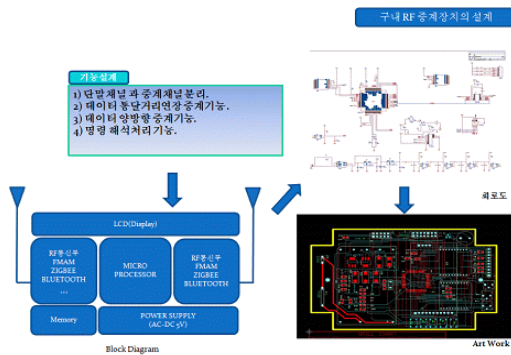 구내 RF 중계장치의 설계
기능설계
1) 단말채널 과 중계채널분리.
2) 데이터 통달거리연장 중계기능.
3) 데이터 양방향 중계기능.
4) 명령 해석처리 기능.
회로도
LCD(Display)
RF통신부
FMAM
ZIGBEE
BLUETOOTH
...
MICRO
PROCESSOR
RF통신부
FMAM
ZIGBEE
BLUETOOTH
Memory
POWER SUPPLY
(AC-DC 5V)
Block Diagram
Art Work